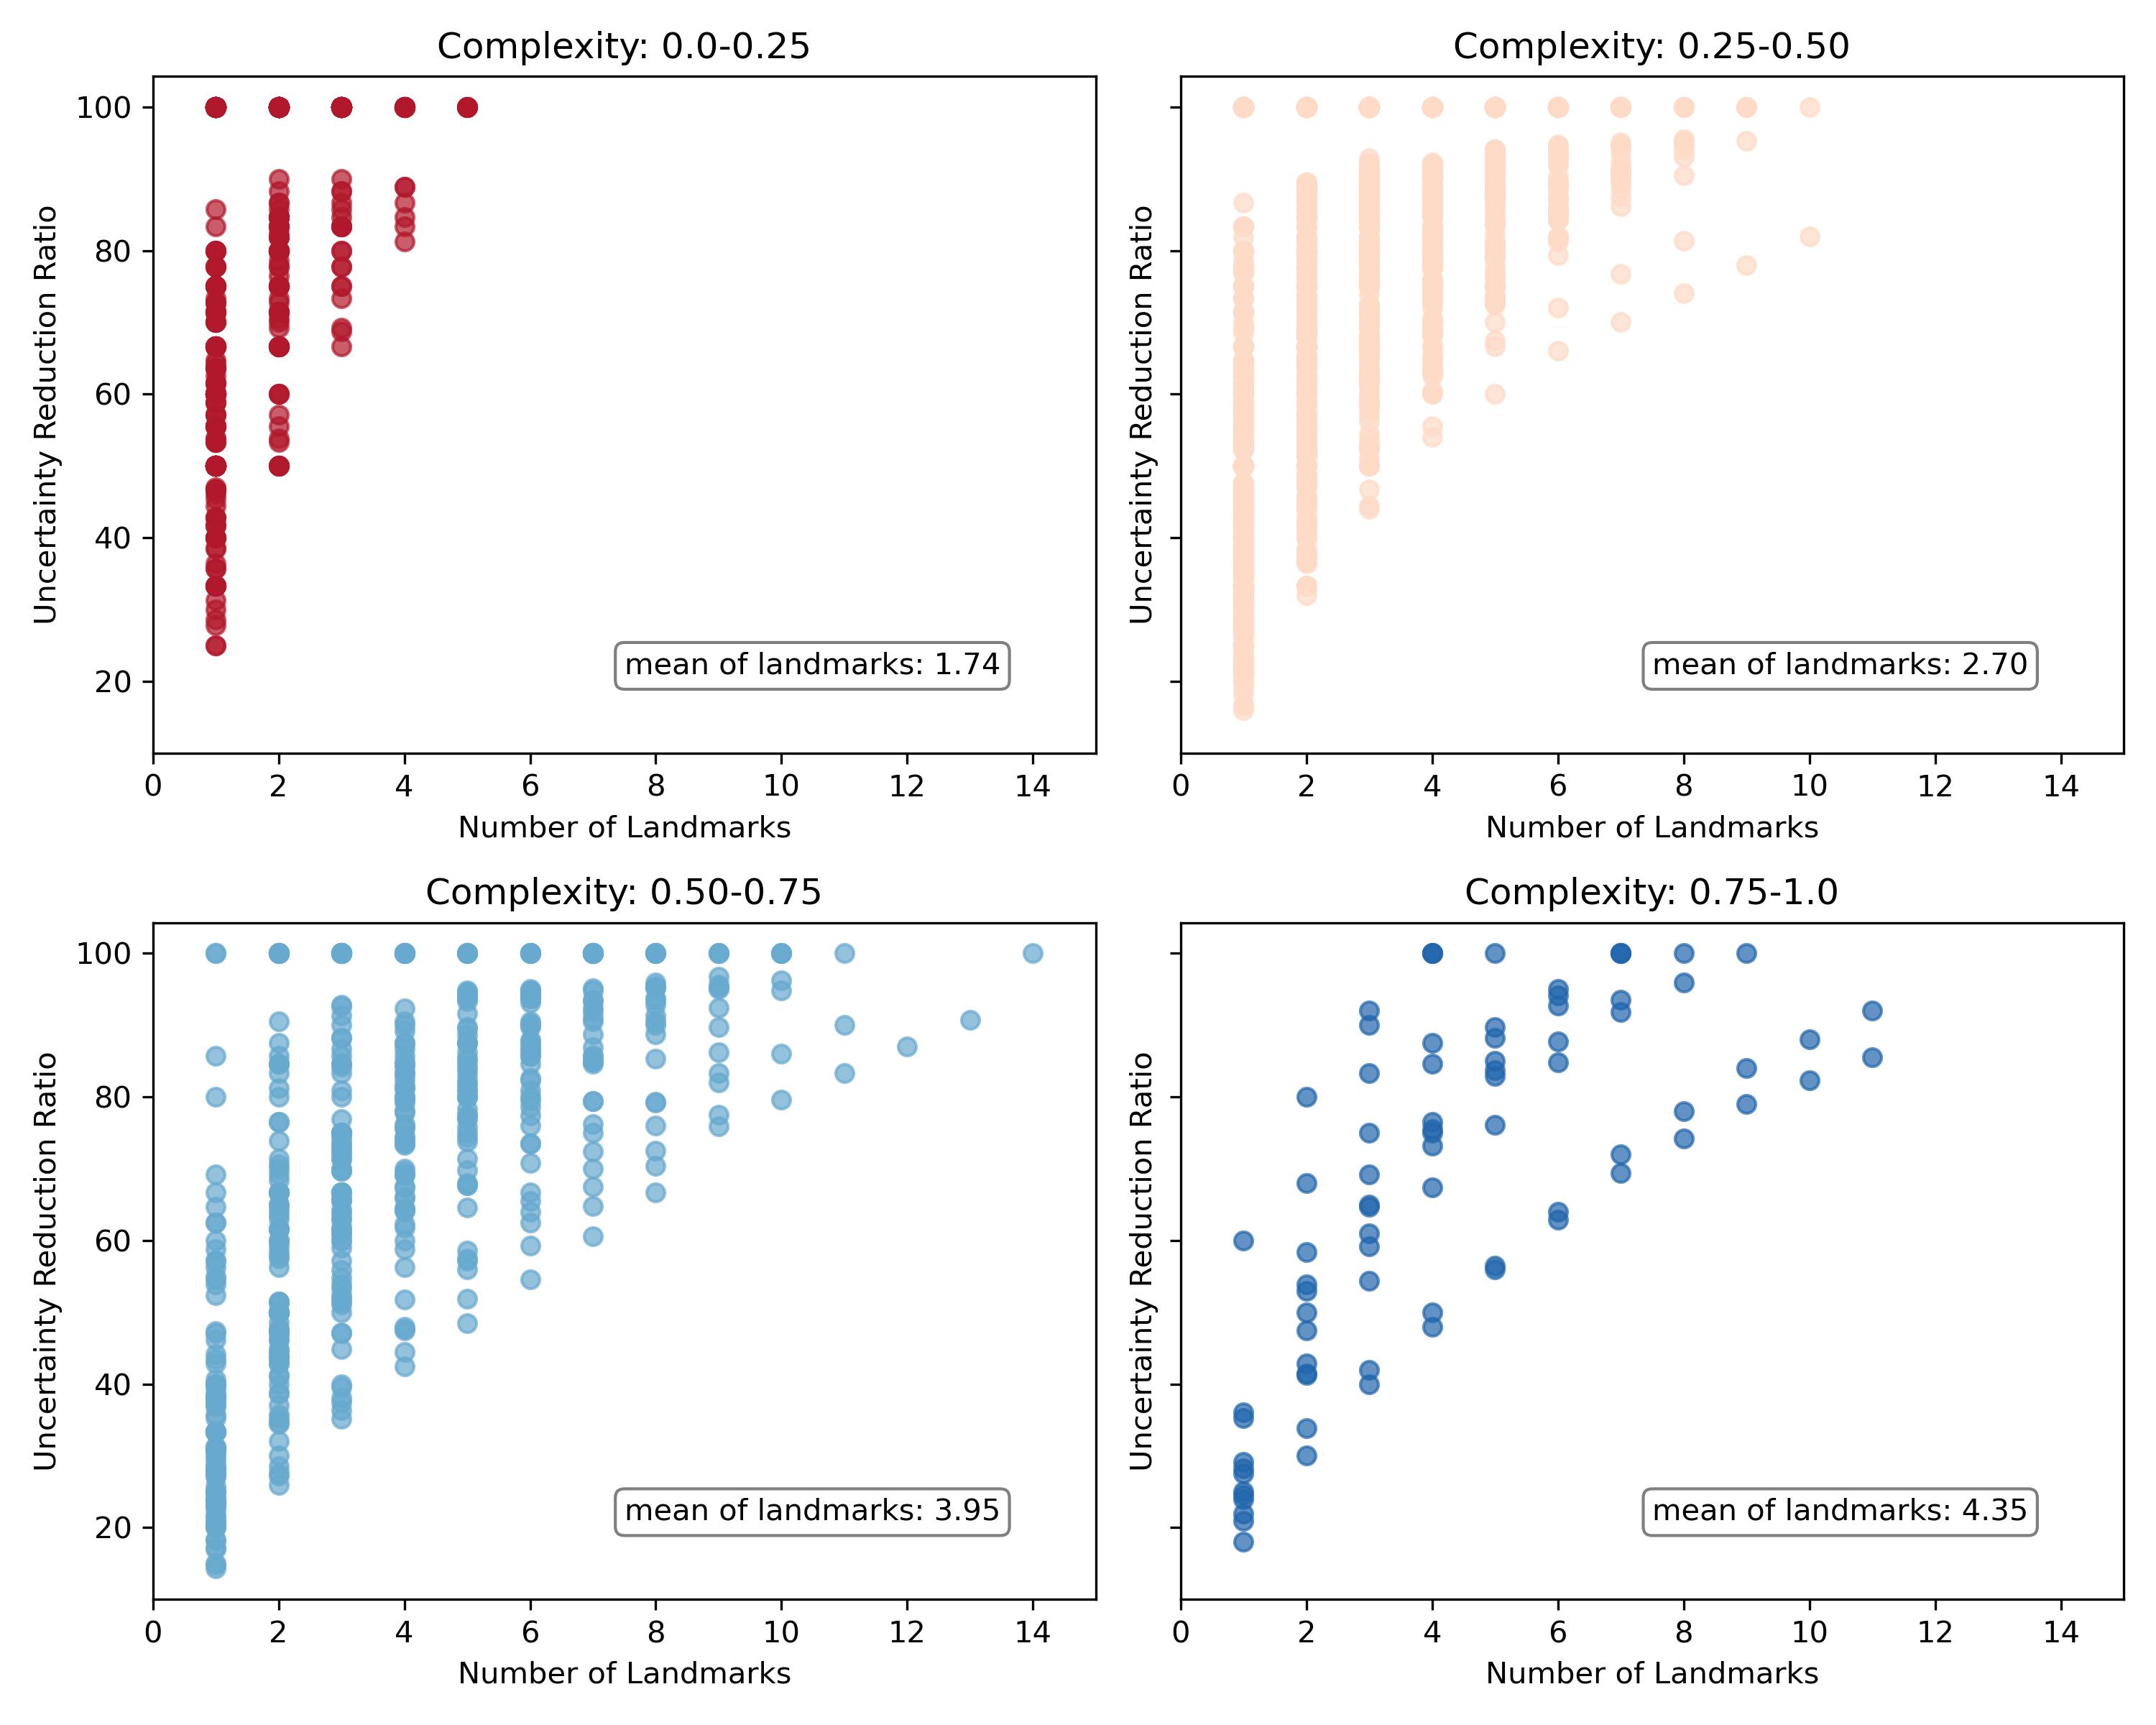 Complexity: 0.0-0.25
Uncertainty Reduction Ratio
100
80
60
40
20
mean of landmarks: 1.74
0 2 4 6 8 10 12 14
Number of Landmarks
Complexity: 0.25-0.50
Uncertainty Reduction Ratio
mean of landmarks: 2.70
0 2 4 6 8 10 12 14
Number of Landmarks
Complexity: 0.50-0.75
Uncertainty Reduction Ratio
100
80
60
40
20
mean of landmarks: 3.95
0 2 4 6 8 10 12 14
Number of Landmarks
Complexity: 0.75-1.0
Uncertainty Reduction Ratio
mean of landmarks: 4.35
0 2 4 6 8 10 12 14
Number of Landmarks